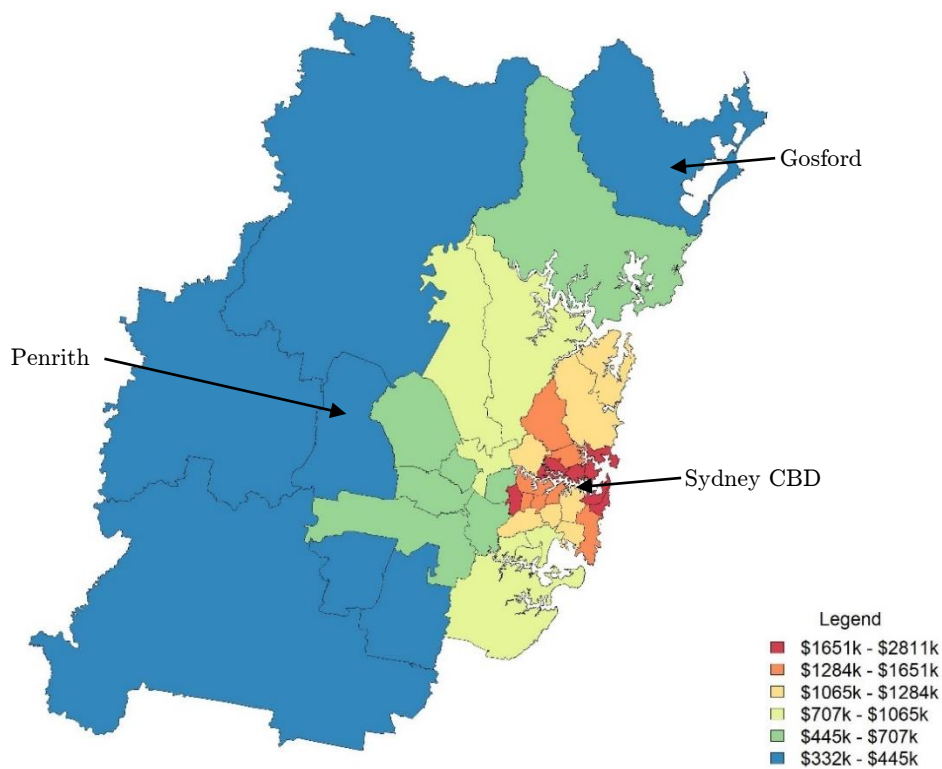 Gosford
Penrith
Sydney CBD
Legend
$1651k - $2811k
$1284k - $1651k
$1065k - $1284k
$707k - $1065k
$445k - $707k
$332k - $445k